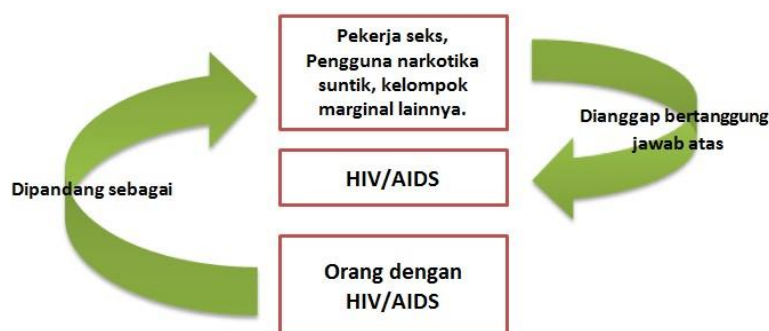 Pekerja seks,
Pengguna narkotika
suntik, kelompok
marginal lainnya.
Dianggap bertanggung
jawab atas
HIV/AIDS
Dipandang sebagai
Orang dengan
HIV/AIDS